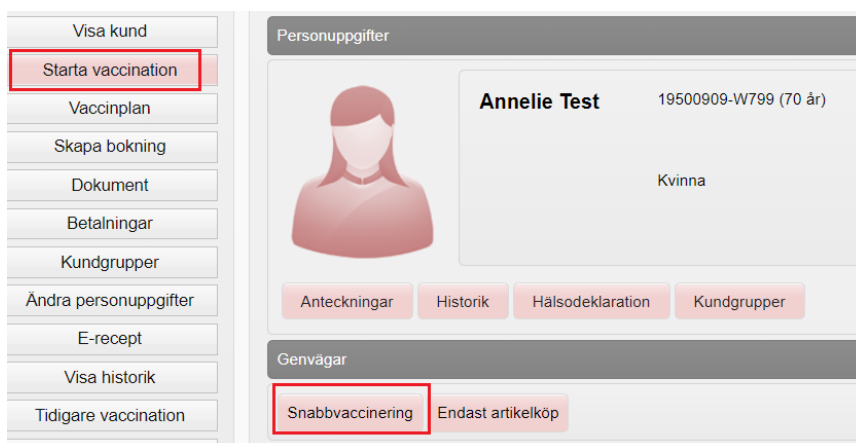 Visa kund
Starta vaccination
Vaccinplan
Skapa bokning
Dokument
Betalningar
Kundgrupper
Ändra personuppgifter
E-recept
Visa historik
Tidigare vaccination
Personuppgifter
Annelie Test 19500909-W799 (70 år)
Kvinna
Anteckningar Historik Hälsodeklaration Kundgrupper
Genvägar
Snabbvaccinering Endast artikelköp